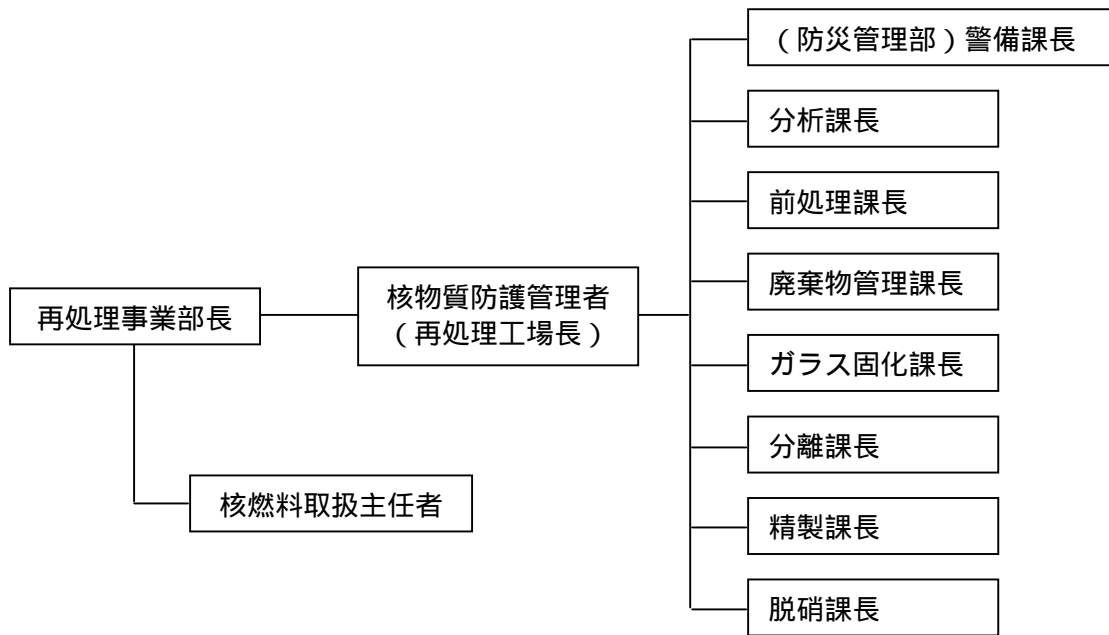 （防災管理部）警備課長
分析課長
前処理課長
廃棄物管理課長
再処理事業部長
核物質防護管理者
（再処理工場長）
ガラス固化課長
分離課長
核燃料取扱主任者
精製課長
脱硝課長